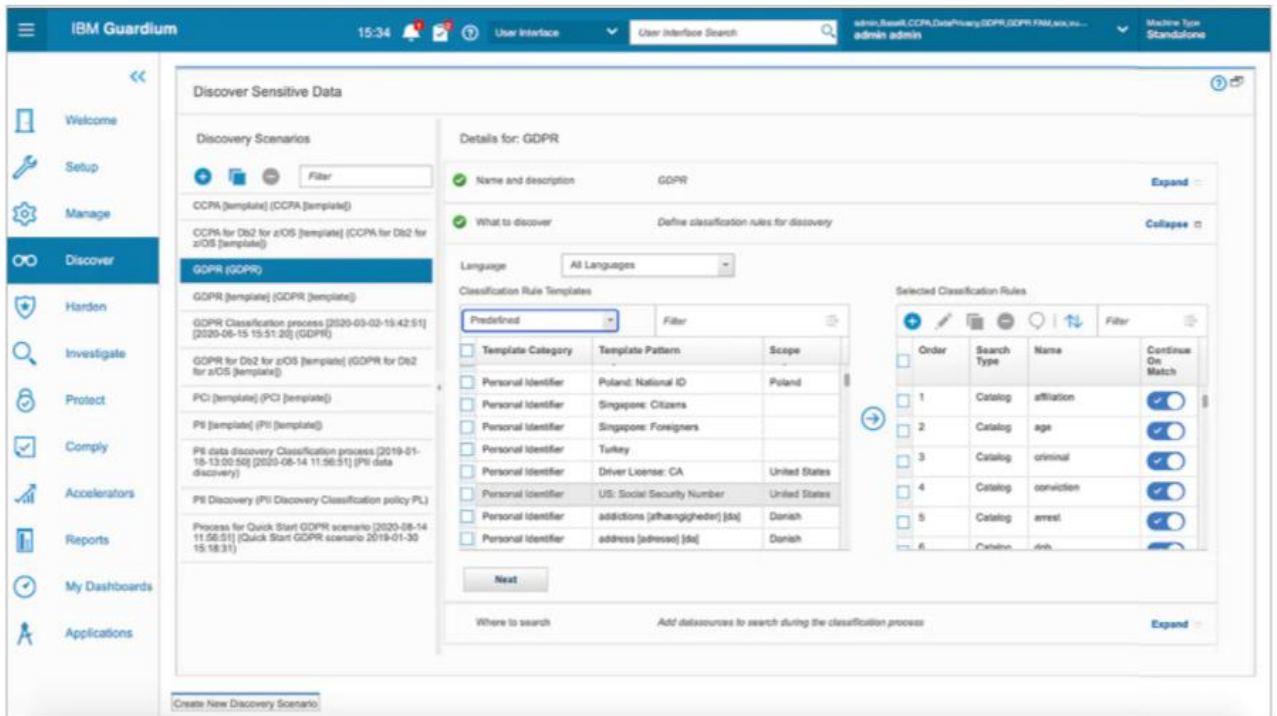 IBM Guardium
15:34
User Interface
User Interface Search
admin admin
Machine Type
Standalone
Welcome
Setup
Manage
Discover
Harden
Investigate
Protect
Comply
Accelerators
Reports
My Dashboards
Applications
Discover Sensitive Data
Discovery Scenarios
Filter
CCPA [template] (CCPA [template])
CCPA for Db2 for z/OS [template] (CCPA for Db2 for
z/OS [template])
GDPR (GDPR)
GDPR [template] (GDPR [template])
GDPR Classification process [2020-03-02-15:42:51]
[2020-06-15 15:51:20] (GDPR)
GDPR for Db2 for z/OS [template] (GDPR for Db2
for z/OS [template])
PCI [template] (PCI [template])
PII [template] (PII [template])
PII data discovery Classification process [2019-01-
18-13:00:50] [2020-08-14 11:56:51] (PII data
discovery)
PII Discovery (PII Discovery Classification policy PL)
Process for Quick Start GDPR scenario [2020-08-14
11:56:51] (Quick Start GDPR scenario 2019-01-30
15:18:31)
Details for: GDPR
Name and description GDPR Expand
What to discover Define classification rules for discovery Collapse
Language All Languages
Classification Rule Templates
Predefined Filter
Template Category Template Pattern Scope
Personal Identifier Poland: National ID Poland
Personal Identifier Singapore: Citizens
Personal Identifier Singapore: Foreigners
Personal Identifier Turkey
Personal Identifier Driver License: CA United States
Personal Identifier US: Social Security Number United States
Personal Identifier addictions [afhængigheder] [da] Danish
Personal Identifier address [adresse] [da] Danish
Selected Classification Rules
Filter
Order Search Type Name Continue On Match
1 Catalog affiliation
2 Catalog age
3 Catalog criminal
4 Catalog conviction
5 Catalog arrest
6 Catalog dob
Next
Where to search Add datasources to search during the classification process Expand
Create New Discovery Scenario